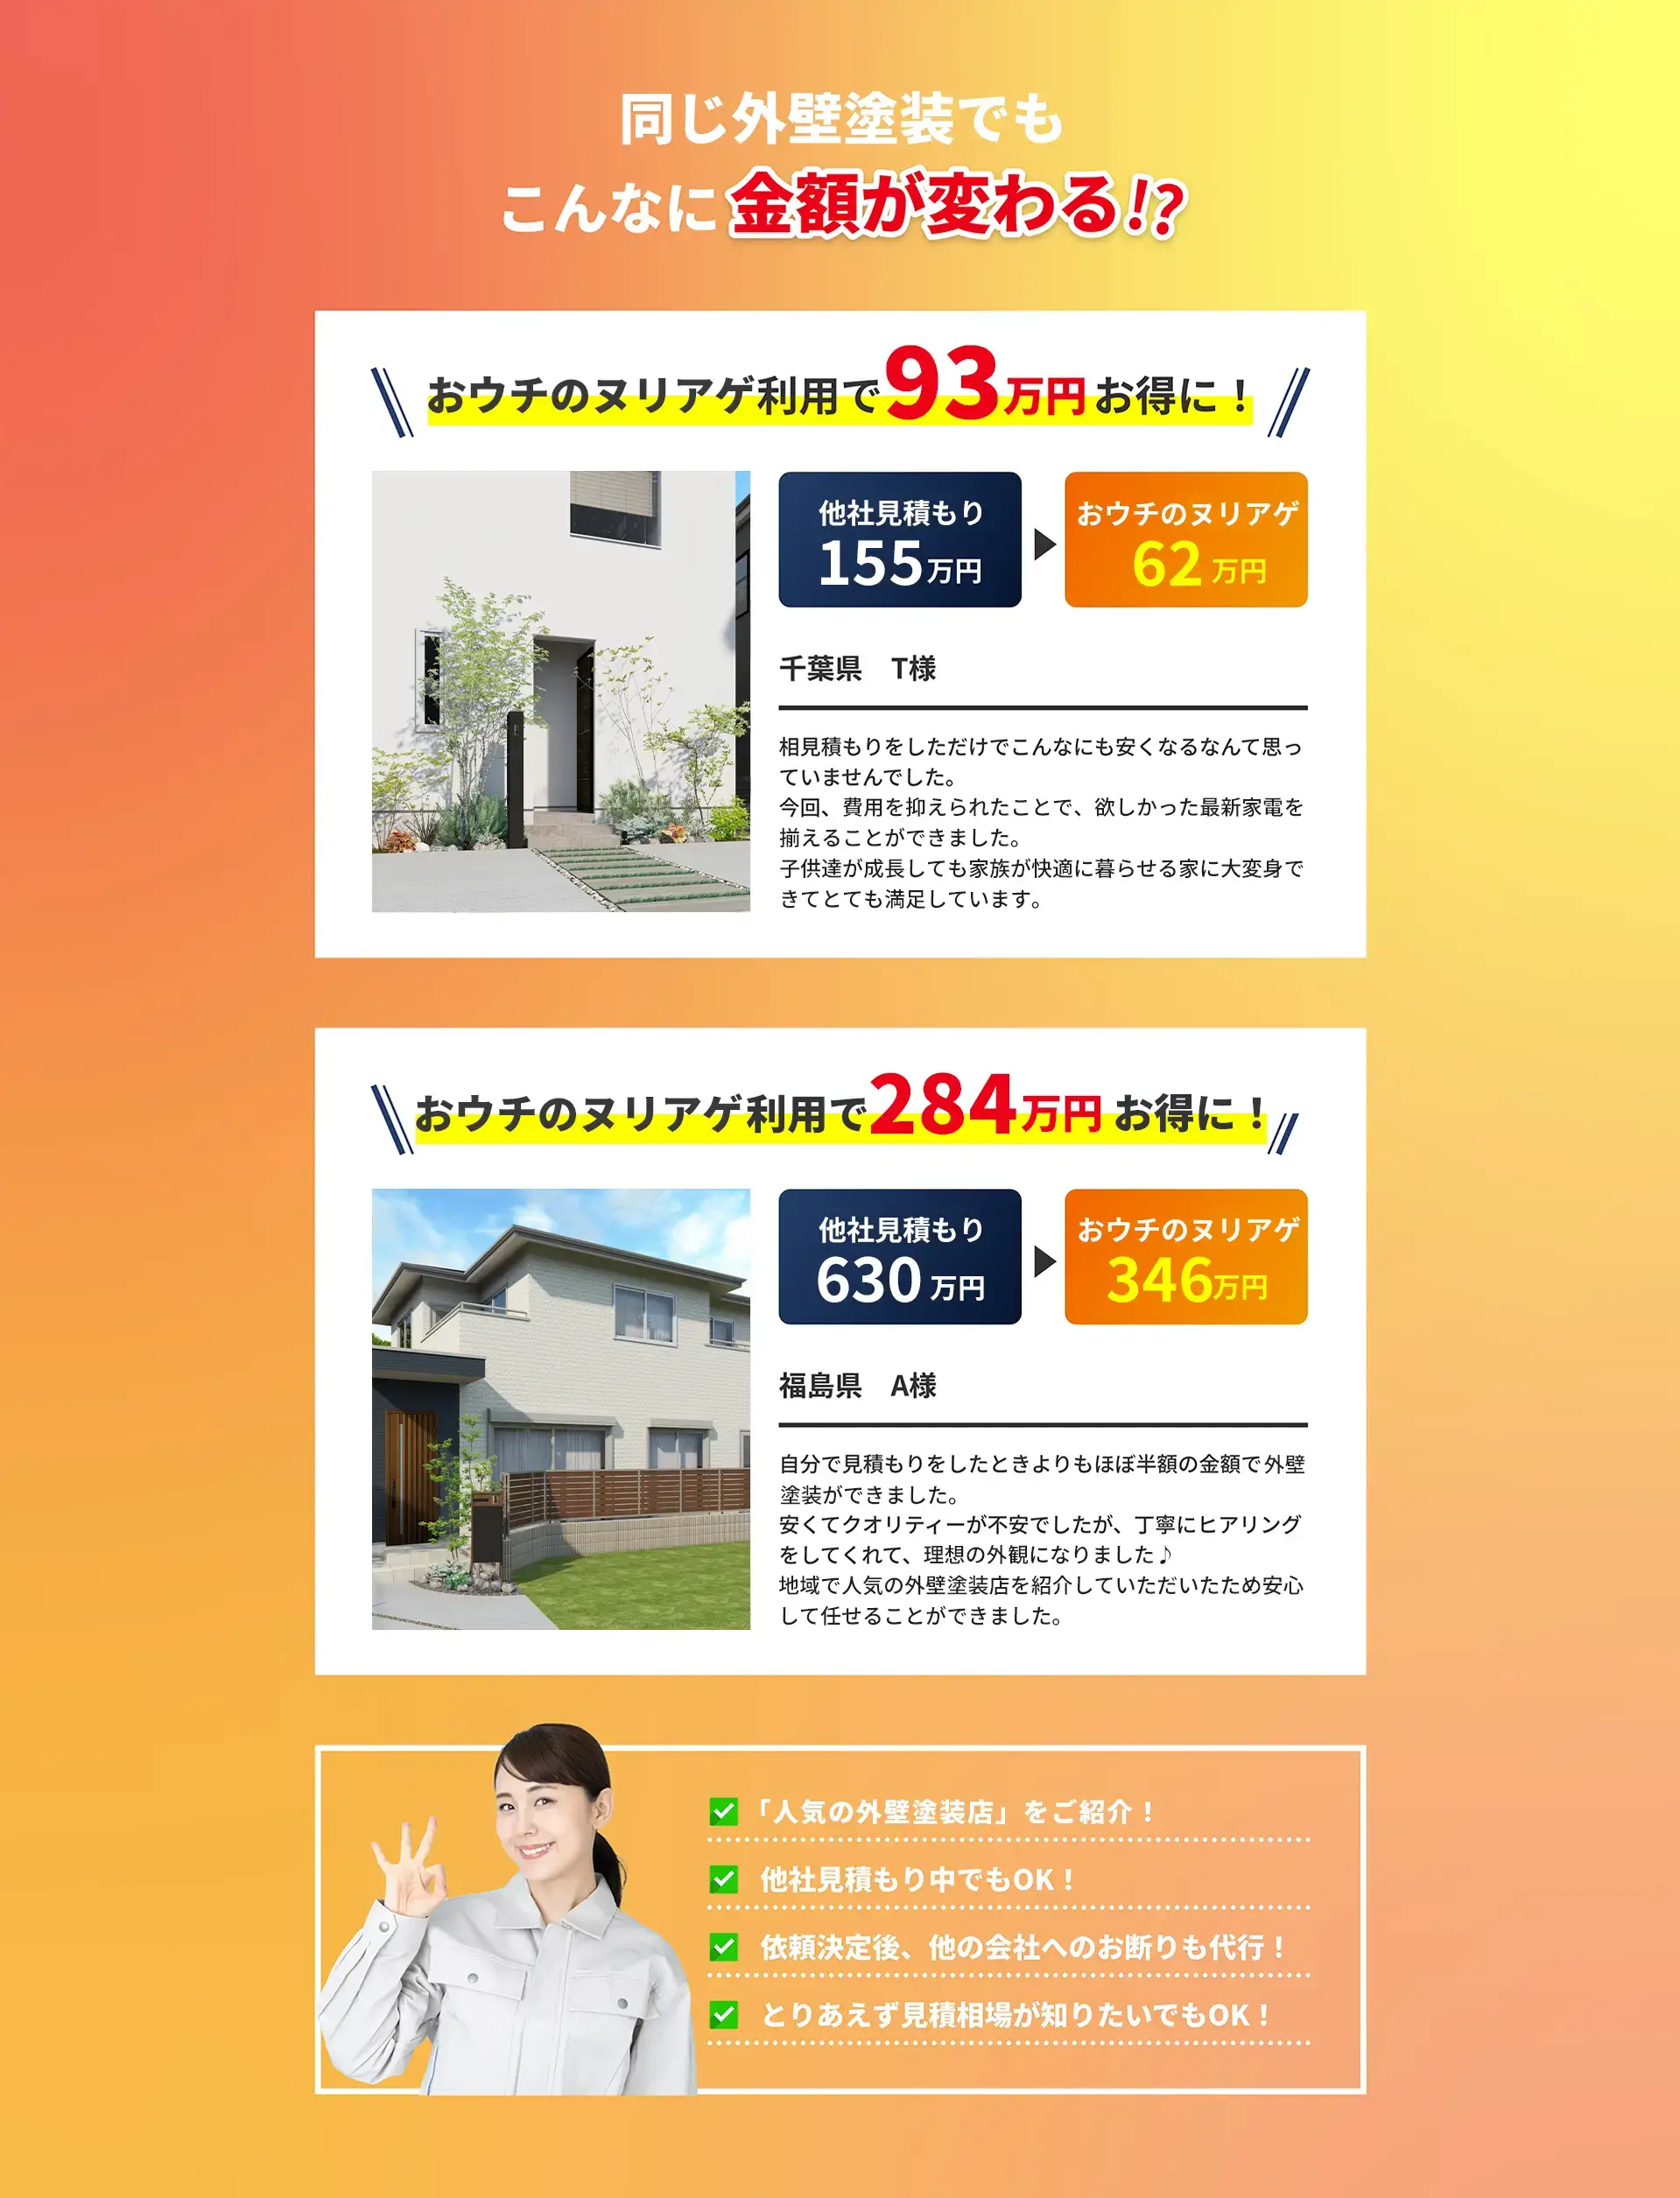 同じ外壁塗装でも
こんなに金額が変わる!?
おウチのヌリアゲ利用で93万円お得に！
他社見積もり
155万円
おウチのヌリアゲ
62万円
千葉県　T様
相見積もりをしただけでこんなにも安くなるなんて思っ
ていませんでした。
今回、費用を抑えられたことで、欲しかった最新家電を
揃えることができました。
子供達が成長しても家族が快適に暮らせる家に大変身で
きてとても満足しています。
おウチのヌリアゲ利用で284万円お得に！
他社見積もり
630万円
おウチのヌリアゲ
346万円
福島県　A様
自分で見積もりをしたときよりもほぼ半額の金額で外壁
塗装ができました。
安くてクオリティーが不安でしたが、丁寧にヒアリング
をしてくれて、理想の外観になりました♪
地域で人気の外壁塗装店を紹介していただいたため安心
して任せることができました。
「人気の外壁塗装店」をご紹介！
他社見積もり中でもOK！
依頼決定後、他の会社へのお断りも代行！
とりあえず見積相場が知りたいでもOK！